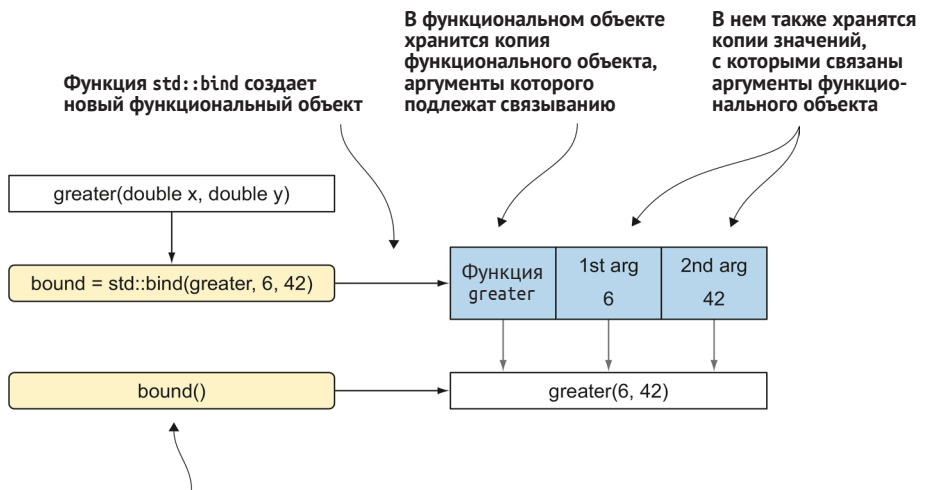 В функциональном объекте
хранится копия
функционального объекта,
аргументы которого
подлежат связыванию
В нем также хранятся
копии значений,
с которыми связаны
аргументы функцио-
нального объекта
Функция std::bind создает
новый функциональный объект
greater(double x, double y)
bound = std::bind(greater, 6, 42)
Функция
greater
1st arg
6
2nd arg
42
bound()
greater(6, 42)